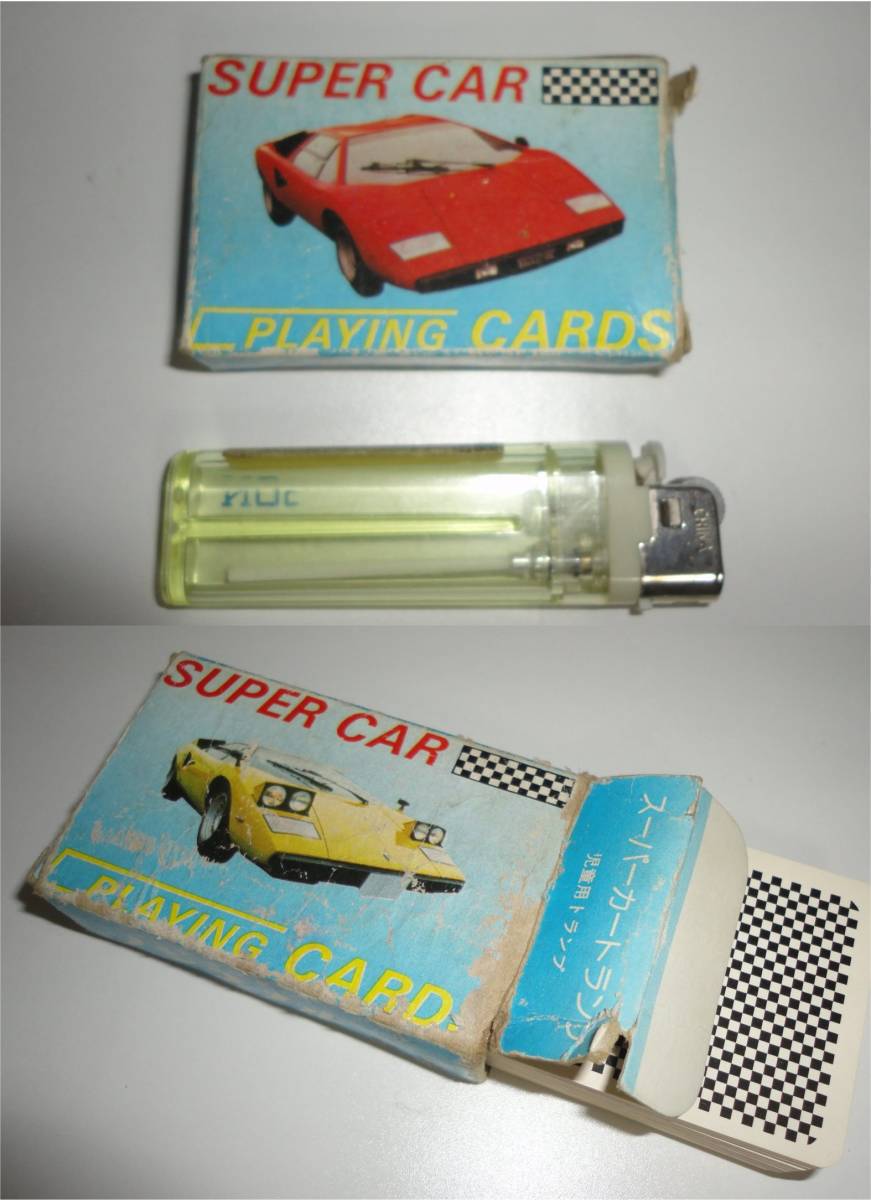 SUPER CAR
PLAYING CARDS
CHINA
SUPER CAR
PLAYING CARD
スーパーカートラン
児童用トランプ